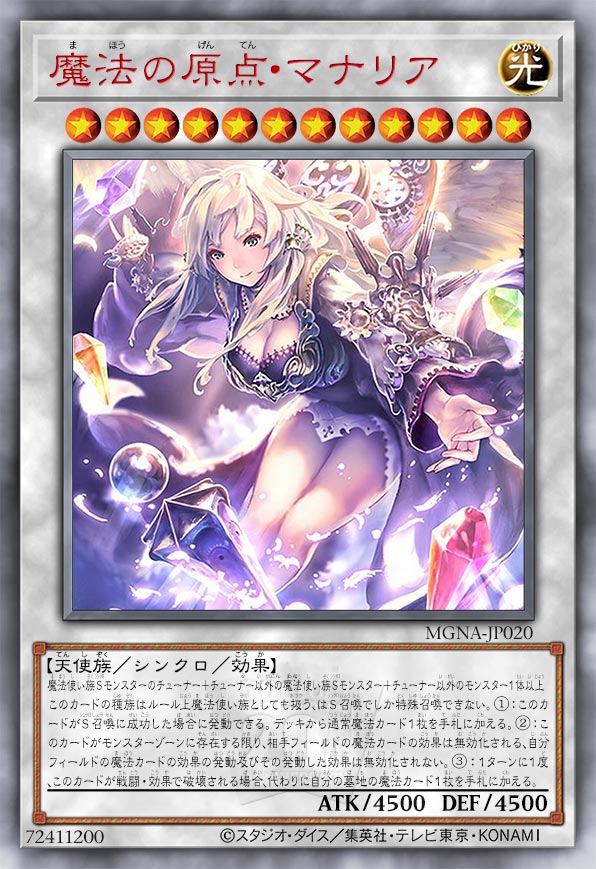 魔法の原点・マナリア
光
MGNA-JP020
【天使族／シンクロ／効果】
魔法使い族Sモンスターのチューナー＋チューナー以外の魔法使い族Sモンスター＋チューナー以外のモンスター1体以上
このカードの種族はルール上魔法使い族としても扱う、はS召喚でしか特殊召喚できない。①：このカ
ードがS召喚に成功した場合に発動できる。デッキから通常魔法カード1枚を手札に加える。②：こ
のカードがモンスターゾーンに存在する限り、相手フィールドの魔法カードの効果は無効化される、自分
フィールドの魔法カードの効果の発動及びその発動した効果は無効化されない。③：1ターンに1度
、このカードが戦闘・効果で破壊される場合、代わりに自分の墓地の魔法カード1枚を手札に加える。
ATK/4500 DEF/4500
72411200
©スタジオ・ダイス／集英社・テレビ東京・KONAMI